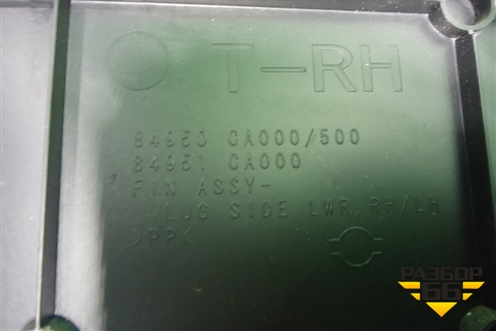 T-RH
84950 CA000/500
84951 CA000
FIN ASSY-
LUG SIDE LWR RH/LH
>PP<
РАЗБОР
66